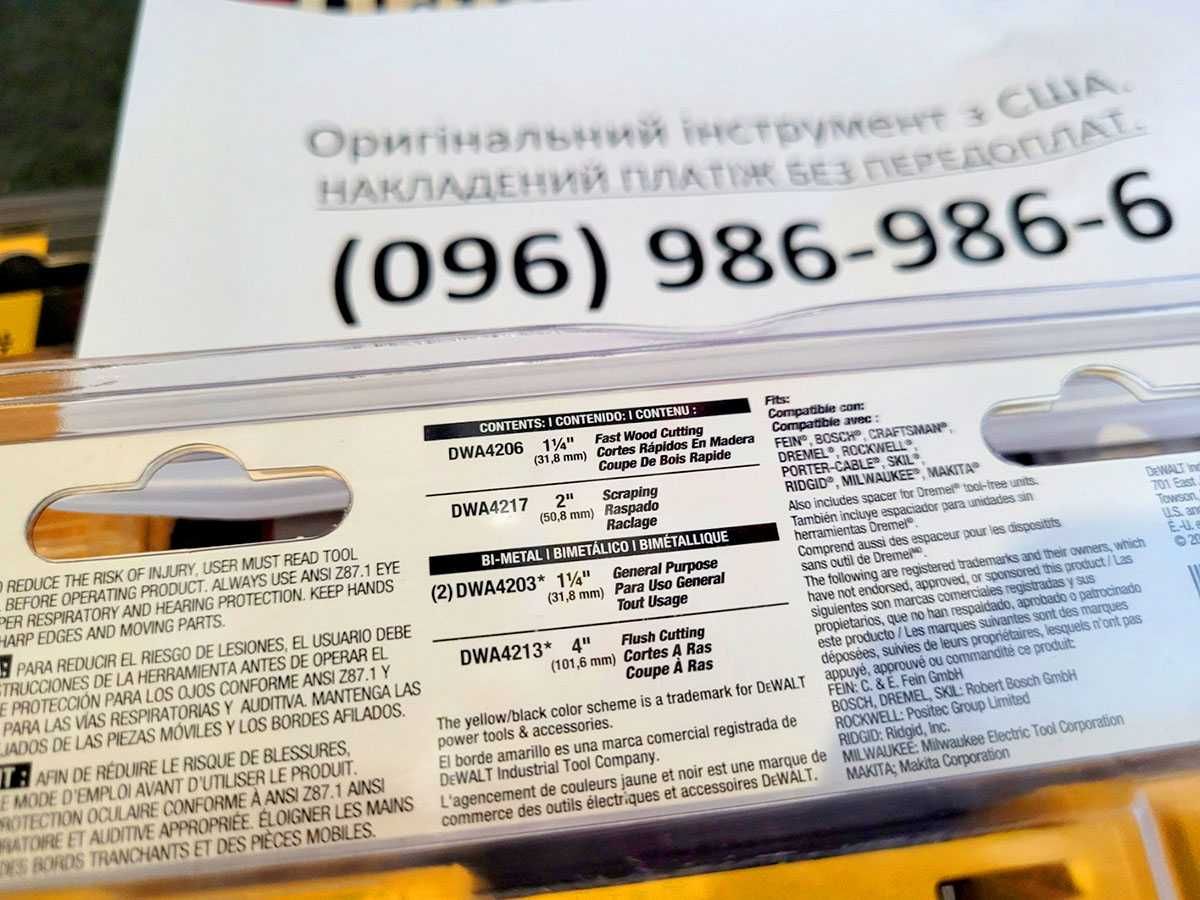 Оригінальний інструмент з США.
НАКЛАДЕНИЙ ПЛАТІЖ БЕЗ ПЕРЕДОПЛАТ.
(096) 986-986-6
REDUCE THE RISK OF INJURY, USER MUST READ TOOL
BEFORE OPERATING PRODUCT. ALWAYS USE ANSI Z87.1 EYE
PER RESPIRATORY AND HEARING PROTECTION. KEEP HANDS
HARP EDGES AND MOVING PARTS.
PARA REDUCIR EL RIESGO DE LESIONES, EL USUARIO DEBE
STRUCCIONES DE LA HERRAMIENTA ANTES DE OPERAR EL
E PROTECCIÓN PARA LOS OJOS CONFORME ANSI Z87.1 Y
PARA LAS VÍAS RESPIRATORIAS Y AUDITIVA. MANTENGA LAS
JADOS DE LAS PIEZAS MÓVILES Y LOS BORDES AFILADOS.
T : AFIN DE RÉDUIRE LE RISQUE DE BLESSURES,
E MODE D'EMPLOI AVANT D'UTILISER LE PRODUIT.
ROTECTION OCULAIRE CONFORME À ANSI Z87.1 AINSI
RATOIRE ET AUDITIVE APPROPRIÉE. ÉLOIGNER LES MAINS
DES BORDS TRANCHANTS ET DES PIÈCES MOBILES.
CONTENTS: | CONTENIDO: | CONTENU :
DWA4206 1¼" (31,8 mm) Fast Wood Cutting
Cortes Rápidos En Madera
Coupe De Bois Rapide
DWA4217 2" (50,8 mm) Scraping
Raspado
Raclage
BI-METAL | BIMETÁLICO | BIMÉTALLIQUE
(2) DWA4203* 1¼" (31,8 mm) General Purpose
Para Uso General
Tout Usage
DWA4213* 4" (101,6 mm) Flush Cutting
Cortes A Ras
Coupe À Ras
The yellow/black color scheme is a trademark for DEWALT
power tools & accessories.
El borde amarillo es una marca comercial registrada de
DEWALT Industrial Tool Company.
L'agencement de couleurs jaune et noir est une marque de
commerce des outils électriques et accessoires DEWALT.
Fits:
Compatible con:
Compatible avec :
FEIN®, BOSCH®, CRAFTSMAN®,
DREMEL®, ROCKWELL®,
PORTER-CABLE®, SKIL®,
RIDGID®, MILWAUKEE®, MAKITA®
Also includes spacer for Dremel® tool-free units.
También incluye espaciador para unidades sin
herramientas Dremel®.
Comprend aussi des espaceur pour les dispositifs
sans outil de Dremel
The following are registered trademarks and their owners, which
have not endorsed, approved, or sponsored this product / Las
siguientes son marcas comerciales registradas y sus
propietarios, que no han respaldado, aprobado o patrocinado
este producto / Les marques suivantes sont des marques
déposées, suivies de leurs propriétaires, lesquels n'ont pas
appuyé, approuvé ou commandité ce produit:
FEIN: C. & E. Fein GmbH
BOSCH, DREMEL, SKIL: Robert Bosch GmbH
ROCKWELL: Positec Group Limited
RIDGID: Ridgid, Inc.
MILWAUKEE: Milwaukee Electric Tool Corporation
MAKITA; Makita Corporation
DEWALT
701 East
Towson,
U.S. an
É.-U. a
© 20